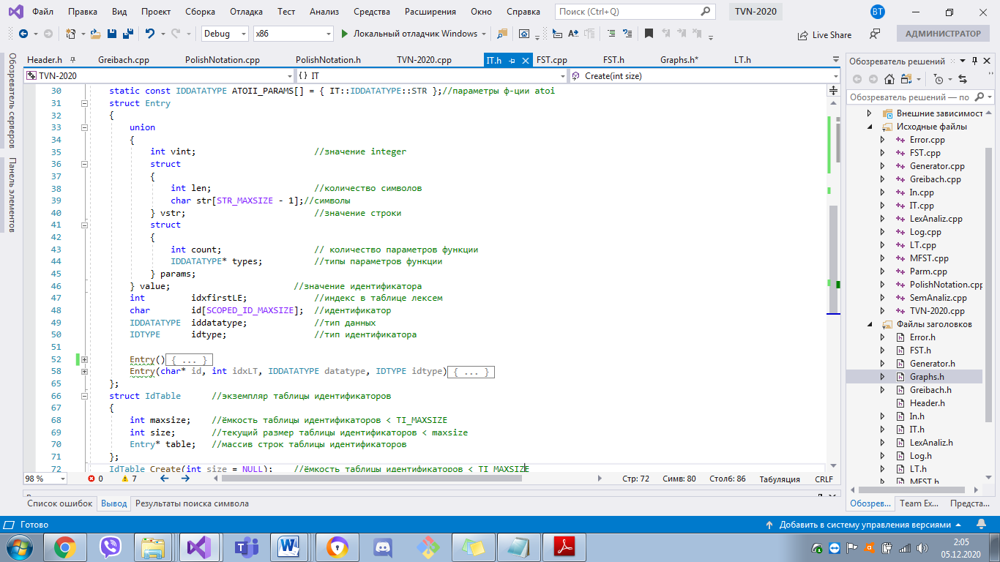 Файл Правка Вид Проект Сборка Отладка Тест Анализ Средства Расширения Окно Справка Поиск (Ctrl+Q) TVN-2020 ВТ
Debug x86 Локальный отладчик Windows Live Share АДМИНИСТРАТОР
Обозреватель серверов
Панель элементов
Header.h Greibach.cpp PolishNotation.cpp PolishNotation.h TVN-2020.cpp IT.h FST.cpp FST.h Graphs.h* LT.h
TVN-2020 { } IT Create(int size)
30 static const IDDATATYPE ATOII_PARAMS[] = { IT::IDDATATYPE::STR };//параметры ф-ции atoi
31 struct Entry
32 {
33 union
34 {
35 int vint; //значение integer
36 struct
37 {
38 int len; //количество символов
39 char str[STR_MAXSIZE - 1];//символы
40 } vstr; //значение строки
41 struct
42 {
43 int count; // количество параметров функции
44 IDDATATYPE* types; //типы параметров функции
45 } params;
46 } value; //значение идентификатора
47 int idxfirstLE; //индекс в таблице лексем
48 char id[SCOPED_ID_MAXSIZE]; //идентификатор
49 IDDATATYPE iddatatype; //тип данных
50 IDTYPE idtype; //тип идентификатора
51
52 Entry(){ ... }
58 Entry(char* id, int idxLT, IDDATATYPE datatype, IDTYPE idtype){ ... }
65 };
66 struct IdTable //экземпляр таблицы идентификаторов
67 {
68 int maxsize; //ёмкость таблицы идентификаторов < TI_MAXSIZE
69 int size; //текущий размер таблицы идентификаторов < maxsize
70 Entry* table; //массив строк таблицы идентификаторов
71 };
72 IdTable Create(int size = NULL); //ёмкость таблицы идентификаторов < TI_MAXSIZE
98 % 0 7 Стр: 72 Симв: 80 Столб: 86 Табуляция CRLF
Список ошибок Вывод Результаты поиска символа
Обозреватель решений
Обозреватель решений — по
Внешние зависимост
Исходные файлы
Error.cpp
FST.cpp
Generator.cpp
Greibach.cpp
In.cpp
IT.cpp
LexAnaliz.cpp
Log.cpp
LT.cpp
MFST.cpp
Parm.cpp
PolishNotation.cpp
SemAnaliz.cpp
TVN-2020.cpp
Файлы заголовков
Error.h
FST.h
Generator.h
Graphs.h
Greibach.h
Header.h
In.h
IT.h
LexAnaliz.h
Log.h
LT.h
MFST.h
Обозрев... Team Ex... Предста...
Готово Добавить в систему управления версиями
2:05
05.12.2020